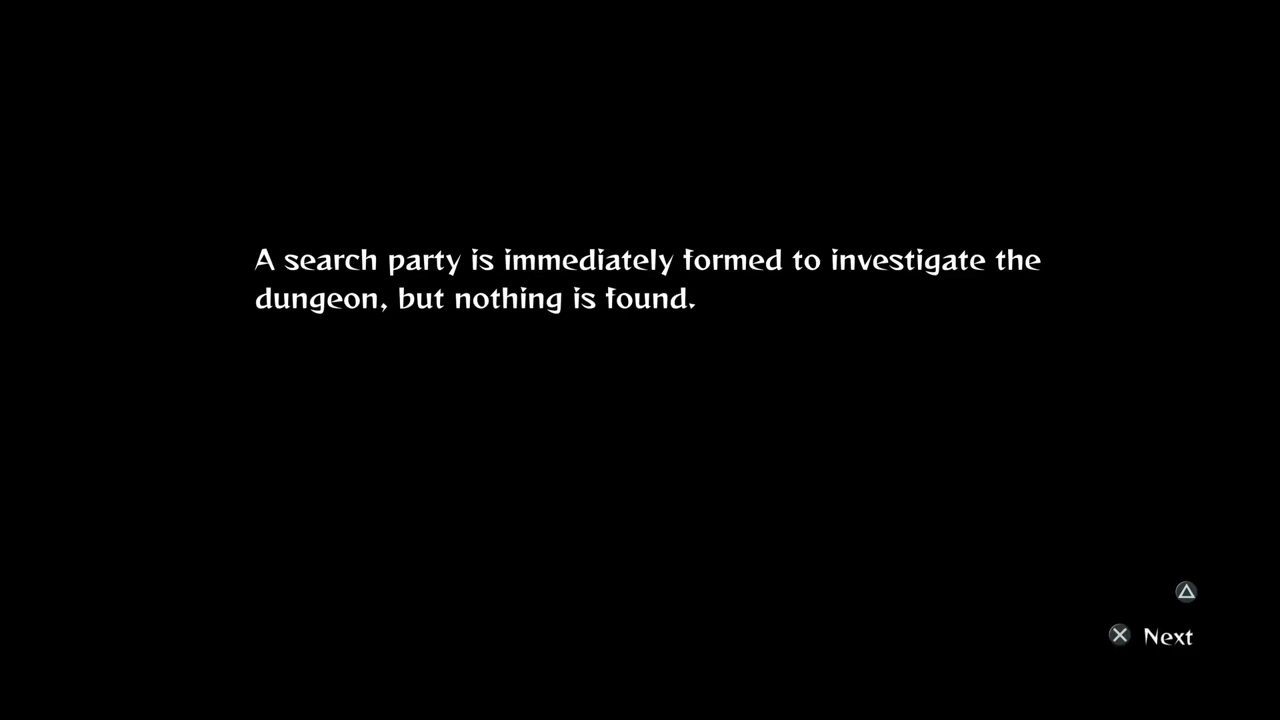 A search party is immediately formed to investigate the
dungeon, but nothing is found.
Next